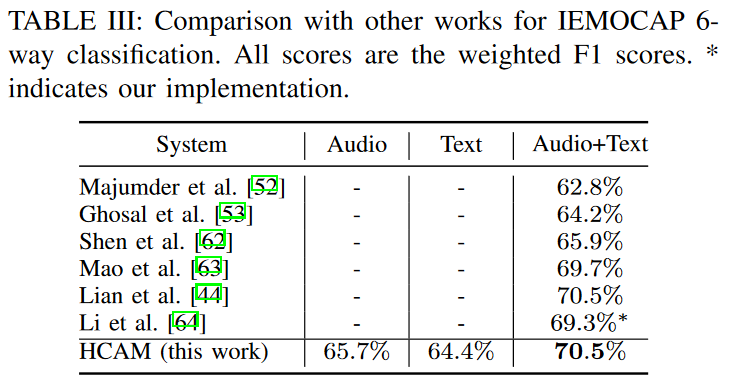 TABLE III: Comparison with other works for IEMOCAP 6-
way classification. All scores are the weighted F1 scores. *
indicates our implementation.
System Audio Text Audio+Text
Majumder et al. [52] - - 62.8%
Ghosal et al. [53] - - 64.2%
Shen et al. [62] - - 65.9%
Mao et al. [63] - - 69.7%
Lian et al. [44] - - 70.5%
Li et al. [64] - - 69.3%*
HCAM (this work) 65.7% 64.4% 70.5%